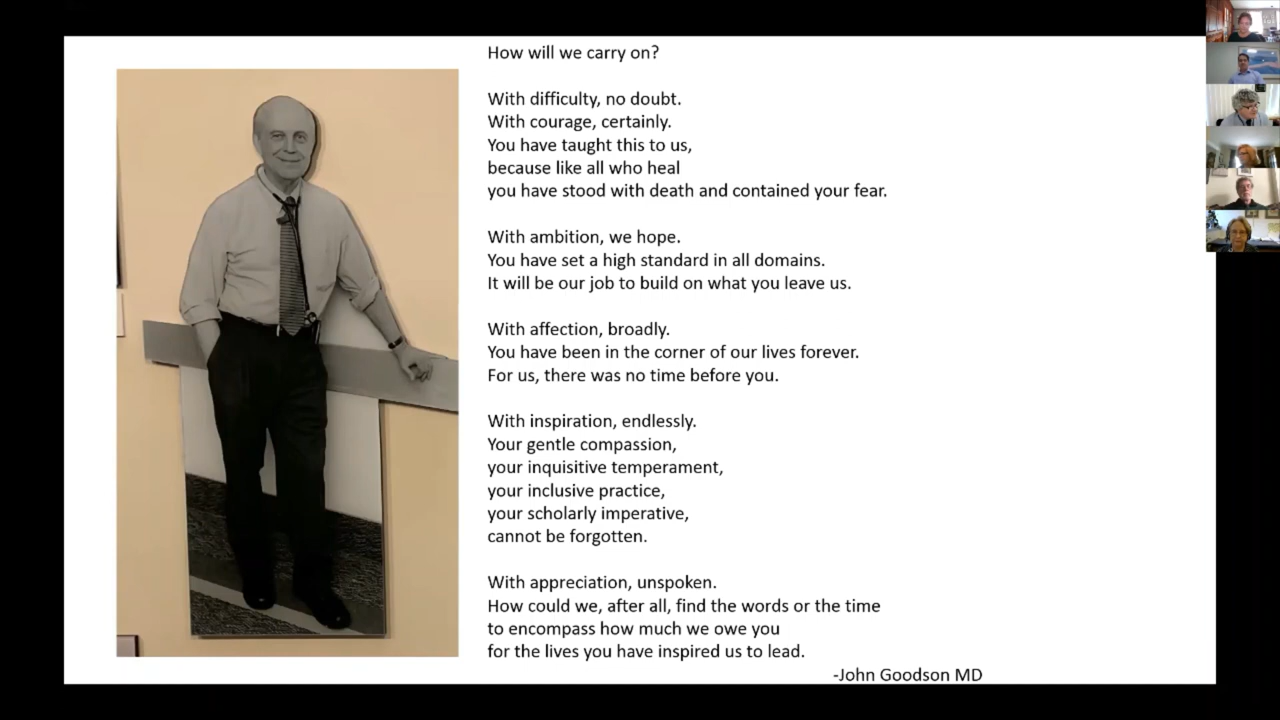 How will we carry on?
With difficulty, no doubt.
With courage, certainly.
You have taught this to us,
because like all who heal
you have stood with death and contained your fear.
With ambition, we hope.
You have set a high standard in all domains.
It will be our job to build on what you leave us.
With affection, broadly.
You have been in the corner of our lives forever.
For us, there was no time before you.
With inspiration, endlessly.
Your gentle compassion,
your inquisitive temperament,
your inclusive practice,
your scholarly imperative,
cannot be forgotten.
With appreciation, unspoken.
How could we, after all, find the words or the time
to encompass how much we owe you
for the lives you have inspired us to lead.
-John Goodson MD